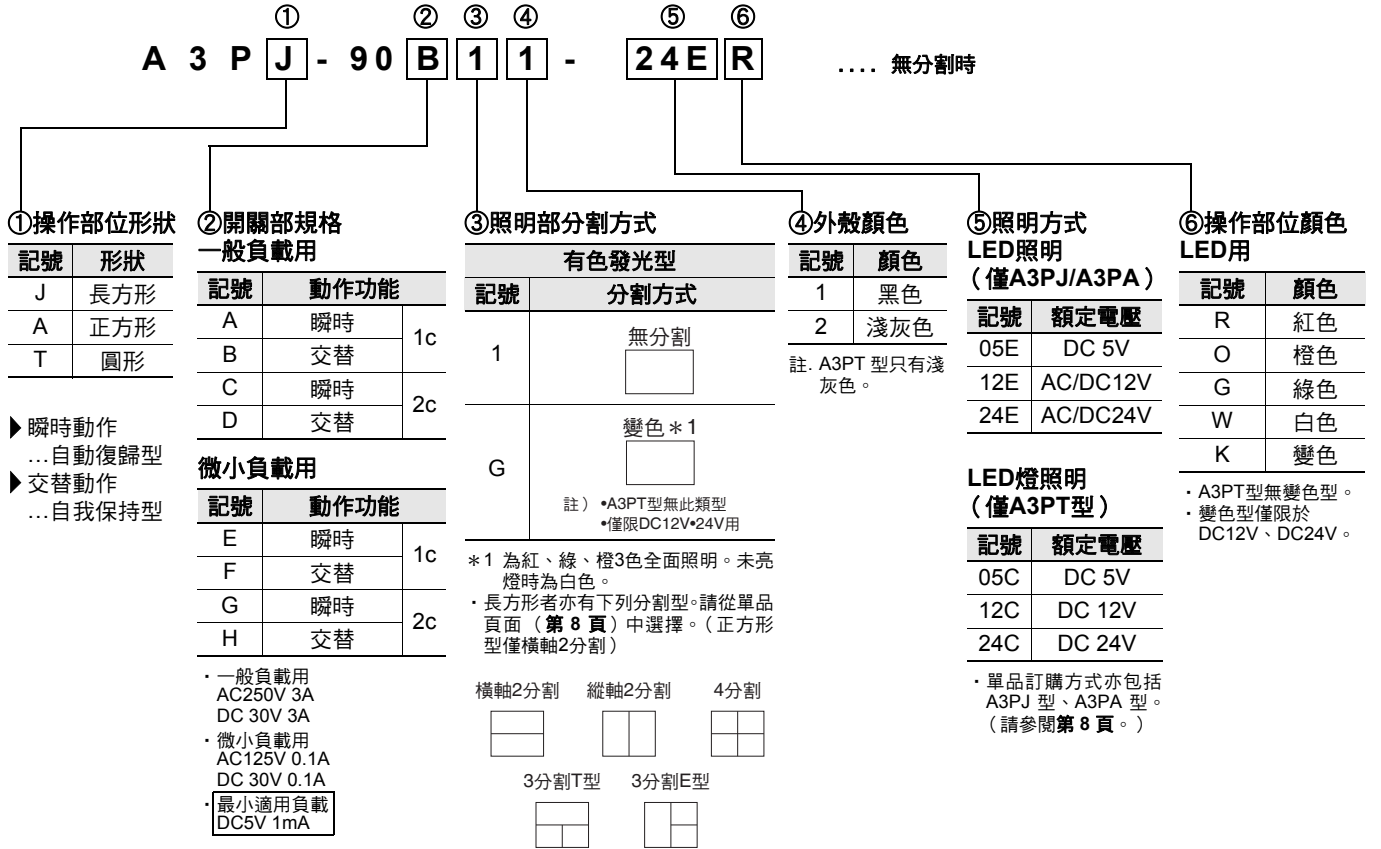 ① ② ③ ④ ⑤ ⑥
A 3 P J - 90 B 1 1 - 24E R .... 無分割時
①操作部位形狀
記號 形狀
J 長方形
A 正方形
T 圓形
▶瞬時動作
…自動復歸型
▶交替動作
…自我保持型
②開關部規格
一般負載用
記號 動作功能
A 瞬時 1c
B 交替
C 瞬時 2c
D 交替
微小負載用
記號 動作功能
E 瞬時 1c
F 交替
G 瞬時 2c
H 交替
・一般負載用
AC250V 3A
DC 30V 3A
・微小負載用
AC125V 0.1A
DC 30V 0.1A
・最小適用負載
DC5V 1mA
③照明部分割方式
有色發光型
記號 分割方式
1 無分割
G 變色＊1
註） •A3PT型無此類型
•僅限DC12V•24V用
＊1 為紅、綠、橙3色全面照明。未亮
燈時為白色。
・長方形者亦有下列分割型。請從單品
頁面（第 8 頁）中選擇。（正方形
型僅橫軸2分割）
橫軸2分割 縱軸2分割 4分割
3分割T型 3分割E型
④外殼顏色
記號 顏色
1 黑色
2 淺灰色
註. A3PT 型只有淺
灰色。
⑤照明方式
LED照明
（僅A3PJ/A3PA）
記號 額定電壓
05E DC 5V
12E AC/DC12V
24E AC/DC24V
LED燈照明
（僅A3PT型）
記號 額定電壓
05C DC 5V
12C DC 12V
24C DC 24V
・單品訂購方式亦包括
A3PJ 型、A3PA 型。
（請參閱第 8 頁。）
⑥操作部位顏色
LED用
記號 顏色
R 紅色
O 橙色
G 綠色
W 白色
K 變色
・A3PT型無變色型。
・變色型僅限於
DC12V、DC24V。